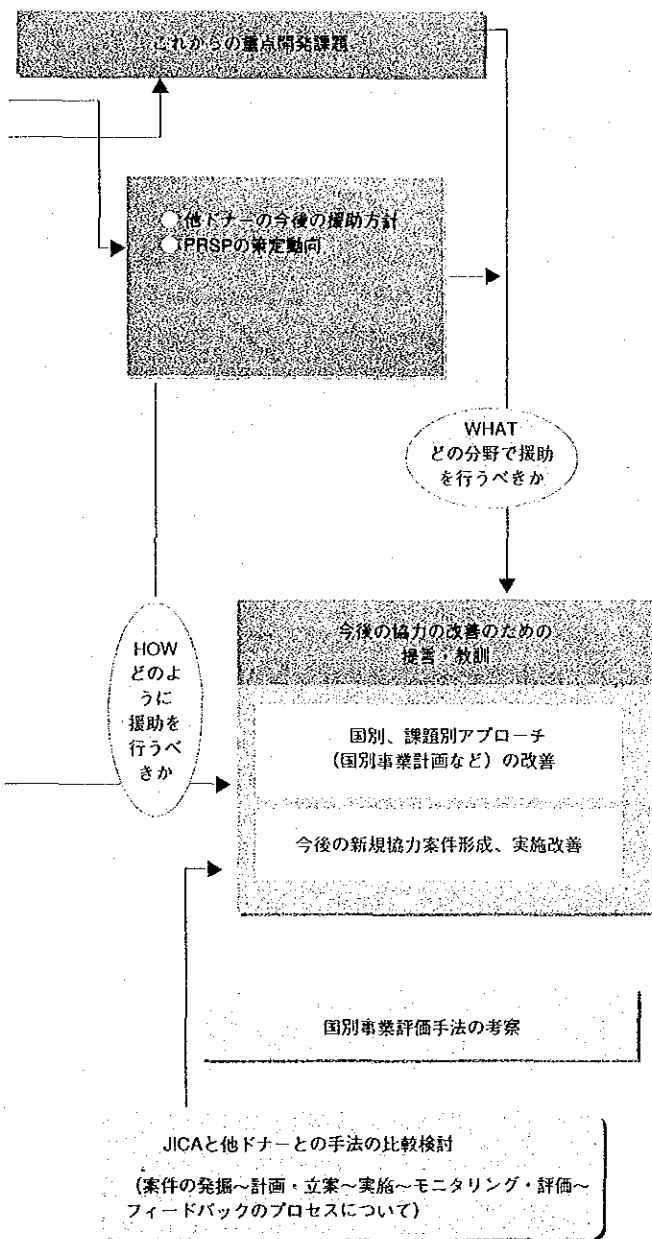 これからの重点開発課題
他ドナーの今後の援助方針
PRSPの策定動向
WHAT
どの分野で援助
を行うべきか
HOW
どのよ
うに
援助を
行うべ
きか
今後の協力の改善のための
提言・教訓
国別、課題別アプローチ
(国別事業計画など)の改善
今後の新規協力案件形成、実施改善
国別事業評価手法の考察
JICAと他ドナーとの手法の比較検討
(案件の発掘~計画・立案~実施~モニタリング・評価~
フィードバックのプロセスについて)